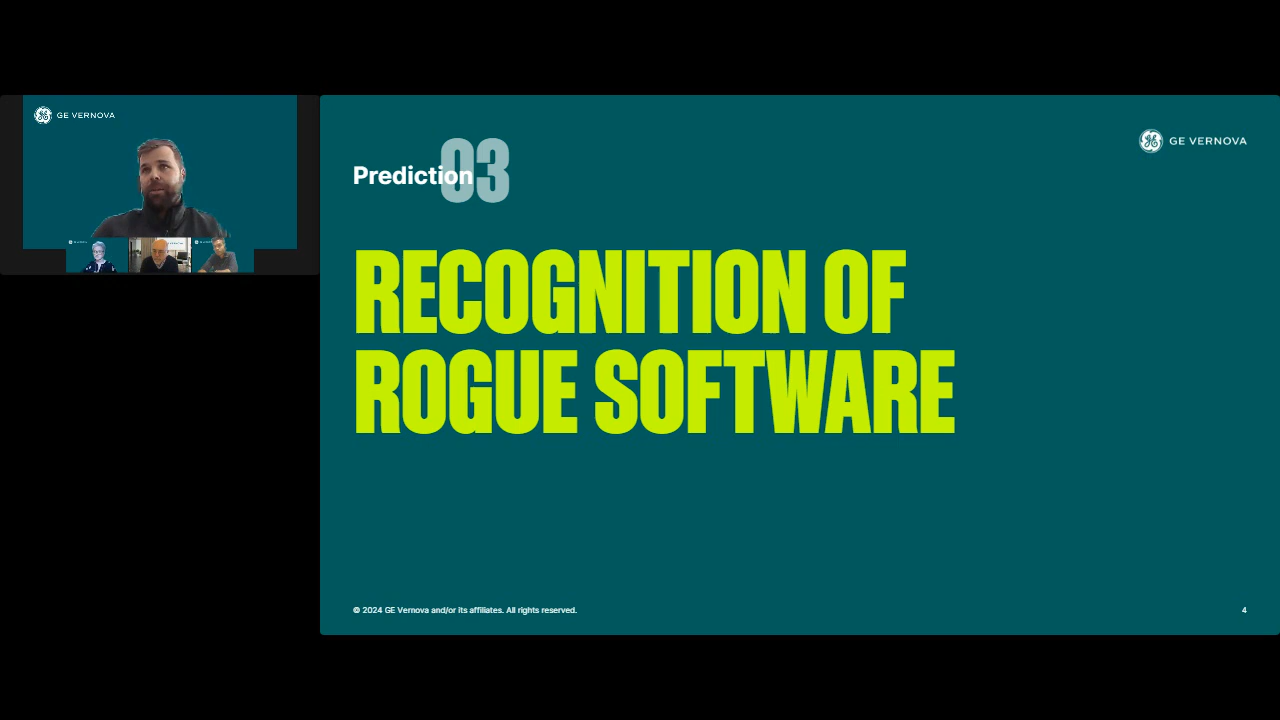 GE VERNOVA
GE VERNOVA
Prediction 03
RECOGNITION OF
ROGUE SOFTWARE
© 2024 GE Vernova and/or its affiliates. All rights reserved.
4